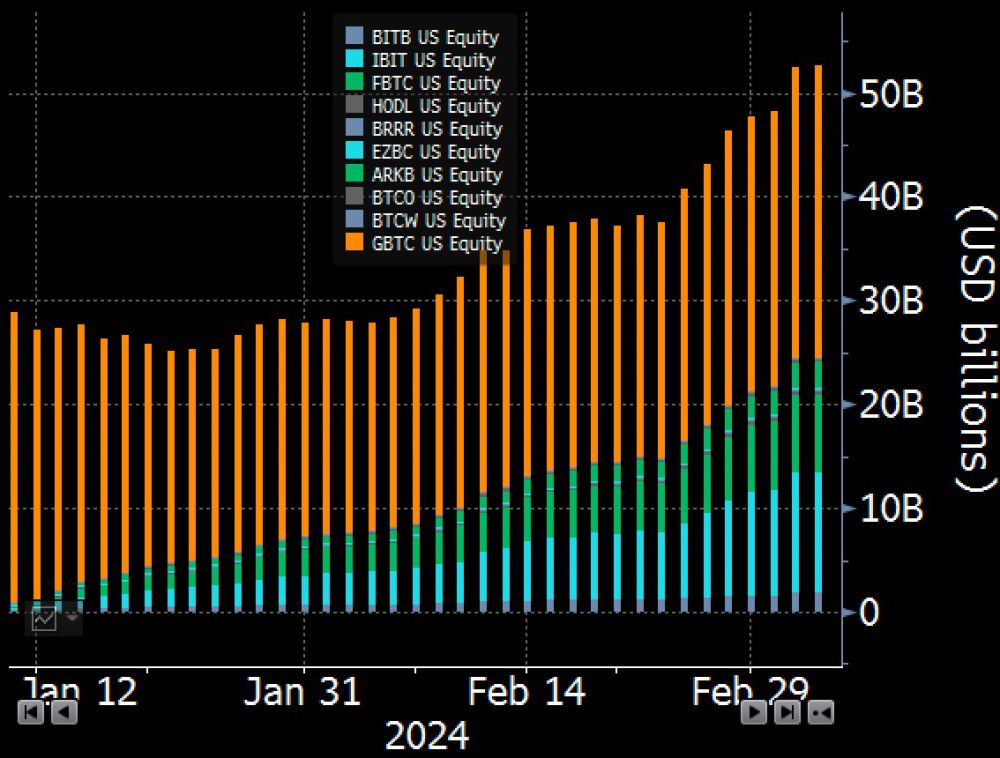 BITB US Equity
IBIT US Equity
FBTC US Equity
HODL US Equity
BRRR US Equity
EZBC US Equity
ARKB US Equity
BTCO US Equity
BTCW US Equity
GBTC US Equity
50B
40B
30B
20B
10B
0
(USD billions)
Jan 12
Jan 31
Feb 14
Feb 29
2024